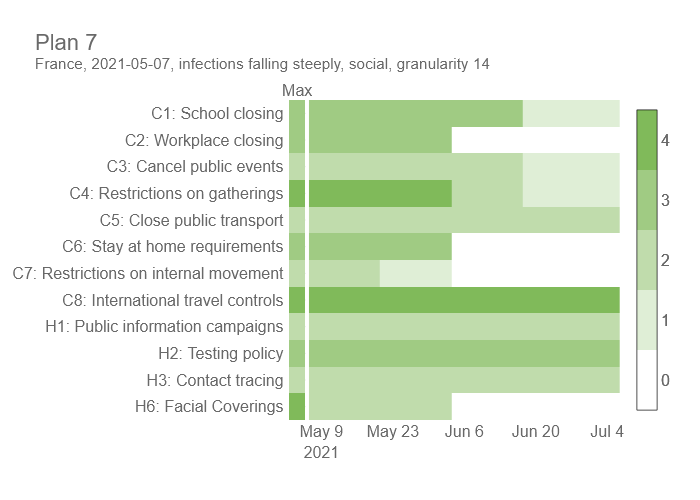 Plan 7
France, 2021-05-07, infections falling steeply, social, granularity 14
Max
C1: School closing
C2: Workplace closing
C3: Cancel public events
C4: Restrictions on gatherings
C5: Close public transport
C6: Stay at home requirements
C7: Restrictions on internal movement
C8: International travel controls
H1: Public information campaigns
H2: Testing policy
H3: Contact tracing
H6: Facial Coverings
May 9 May 23 Jun 6 Jun 20 Jul 4
2021
4
3
2
1
0